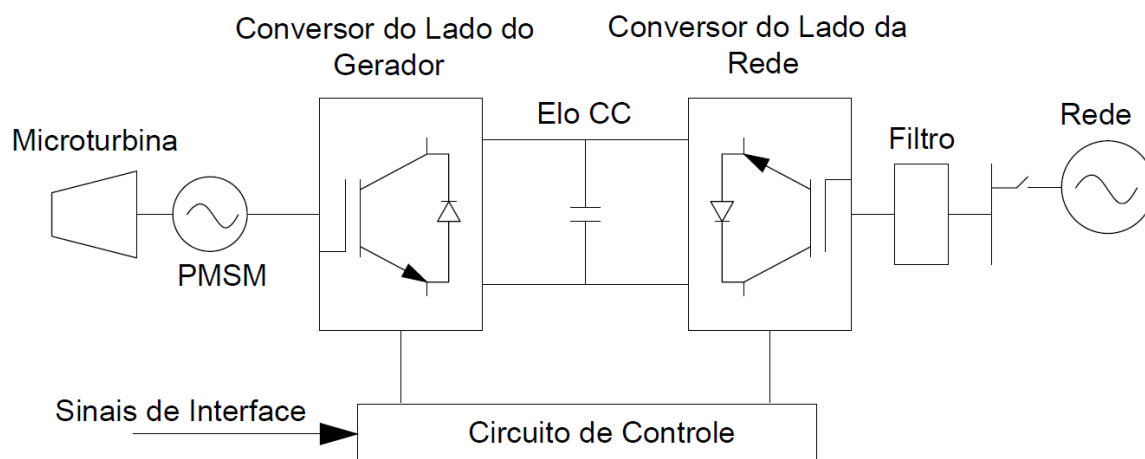 Conversor do Lado do
Gerador
Conversor do Lado da
Rede
Microturbina
Elo CC
Filtro
Rede
PMSM
Sinais de Interface
Circuito de Controle